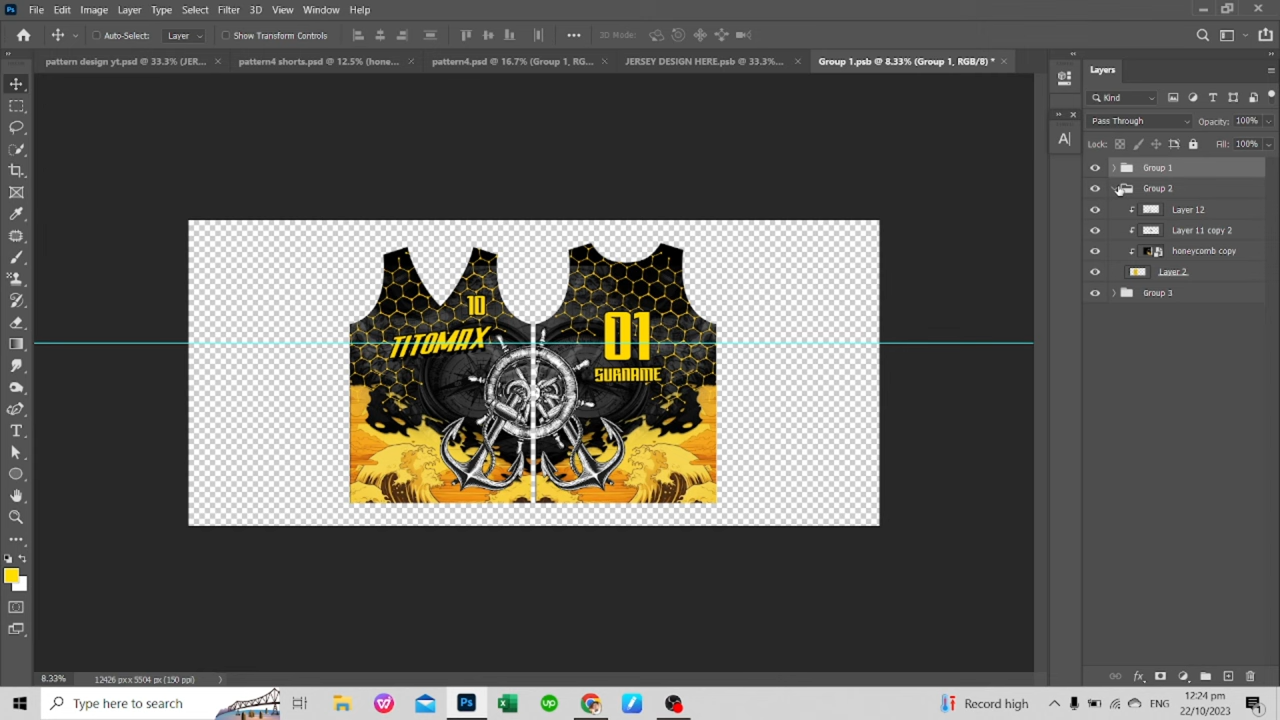 Ps File Edit Image Layer Type Select Filter 3D View Window Help
Auto-Select: Layer Show Transform Controls 3D Mode:
pattern design yt.psd @ 33.3% (JER... × pattern4 shorts.psd @ 12.5% (hone... × pattern4.psd @ 16.7% (Group 1, RG... × JERSEY DESIGN HERE.psb @ 33.3%... × Group 1.psb @ 8.33% (Group 1, RGB/8) * ×
Layers
Kind
Pass Through Opacity: 100%
Lock: Fill: 100%
Group 1
Group 2
Layer 12
Layer 11 copy 2
honeycomb copy
Layer 2
Group 3
10
TITOMAX
01
SURNAME
8.33% 12426 px x 5504 px (150 ppi)
Type here to search
Ps
up
Record high
ENG
12:24 pm
22/10/2023
1